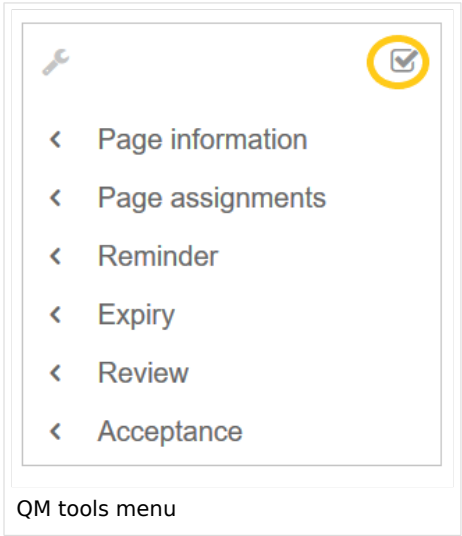 Page information
Page assignments
Reminder
Expiry
Review
Acceptance
QM tools menu